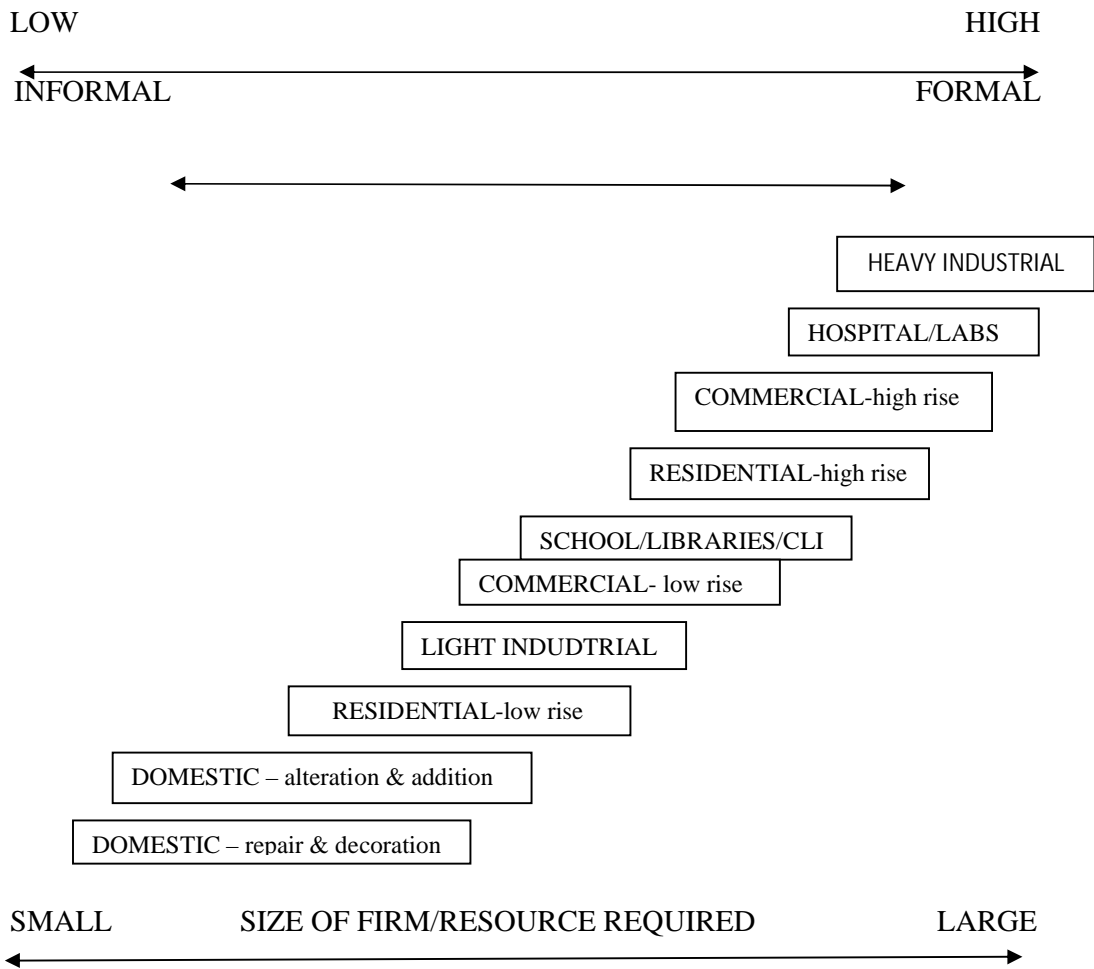 LOW HIGH
INFORMAL FORMAL
HEAVY INDUSTRIAL
HOSPITAL/LABS
COMMERCIAL-high rise
RESIDENTIAL-high rise
SCHOOL/LIBRARIES/CLI
COMMERCIAL- low rise
LIGHT INDUDTRIAL
RESIDENTIAL-low rise
DOMESTIC – alteration & addition
DOMESTIC – repair & decoration
SMALL SIZE OF FIRM/RESOURCE REQUIRED LARGE